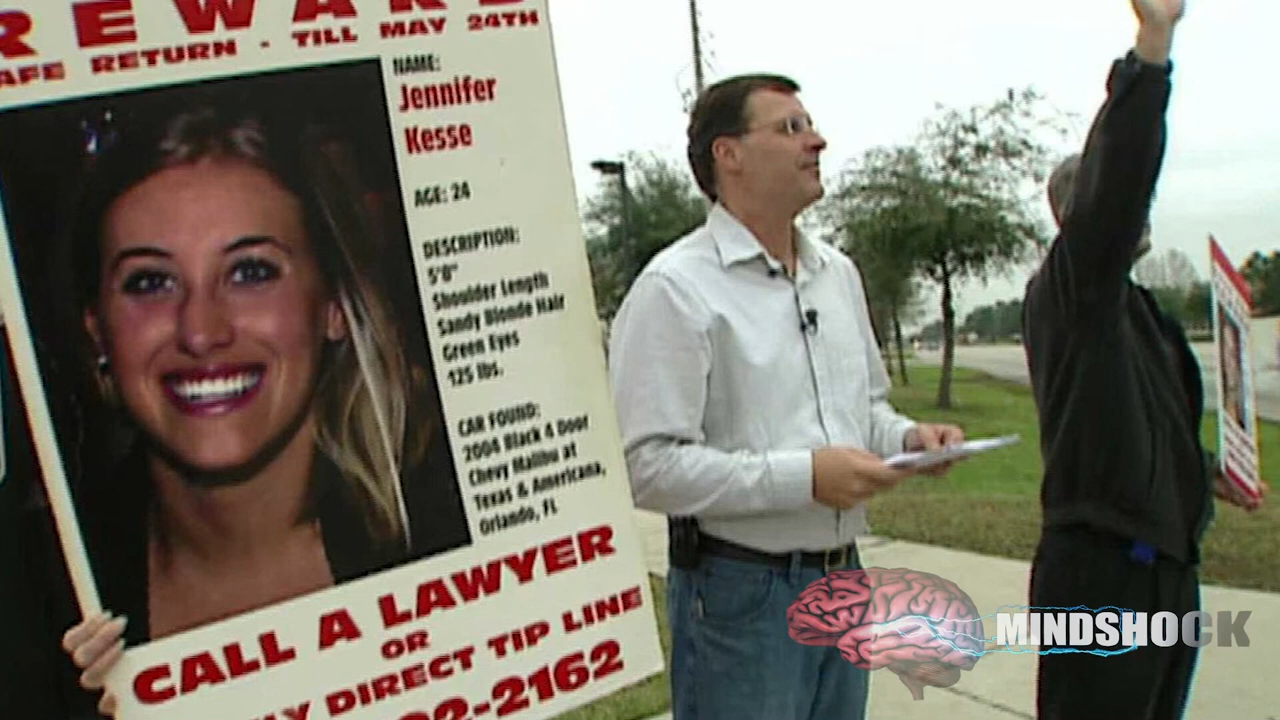 REWARD
SAFE RETURN - TILL MAY 24TH
NAME:
Jennifer
Kesse
AGE: 24
DESCRIPTION:
5'8"
Shoulder Length
Sandy Blonde Hair
Green Eyes
125 lbs.
CAR FOUND:
2004 Black 4 Door
Chevy Malibu at
Texas & Americana,
Orlando, FL
CALL A LAWYER
OR
DIRECT TIP LINE
2-2162
MINDSHOCK